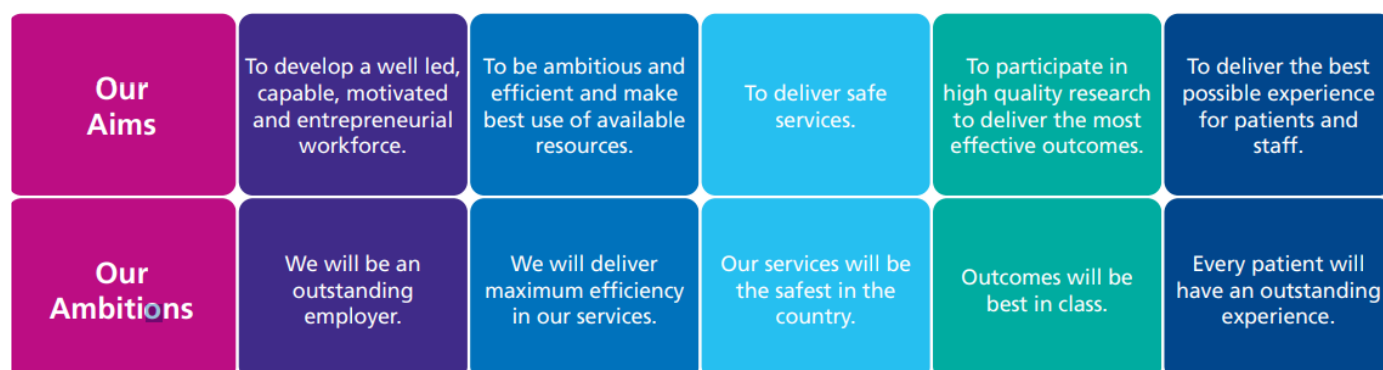 Our
Aims
To develop a well led,
capable, motivated
and entrepreneurial
workforce.
To be ambitious and
efficient and make
best use of available
resources.
To deliver safe
services.
To participate in
high quality research
to deliver the most
effective outcomes.
To deliver the best
possible experience
for patients and
staff.
Our
Ambitions
We will be an
outstanding
employer.
We will deliver
maximum efficiency
in our services.
Our services will be
the safest in the
country.
Outcomes will be
best in class.
Every patient will
have an outstanding
experience.